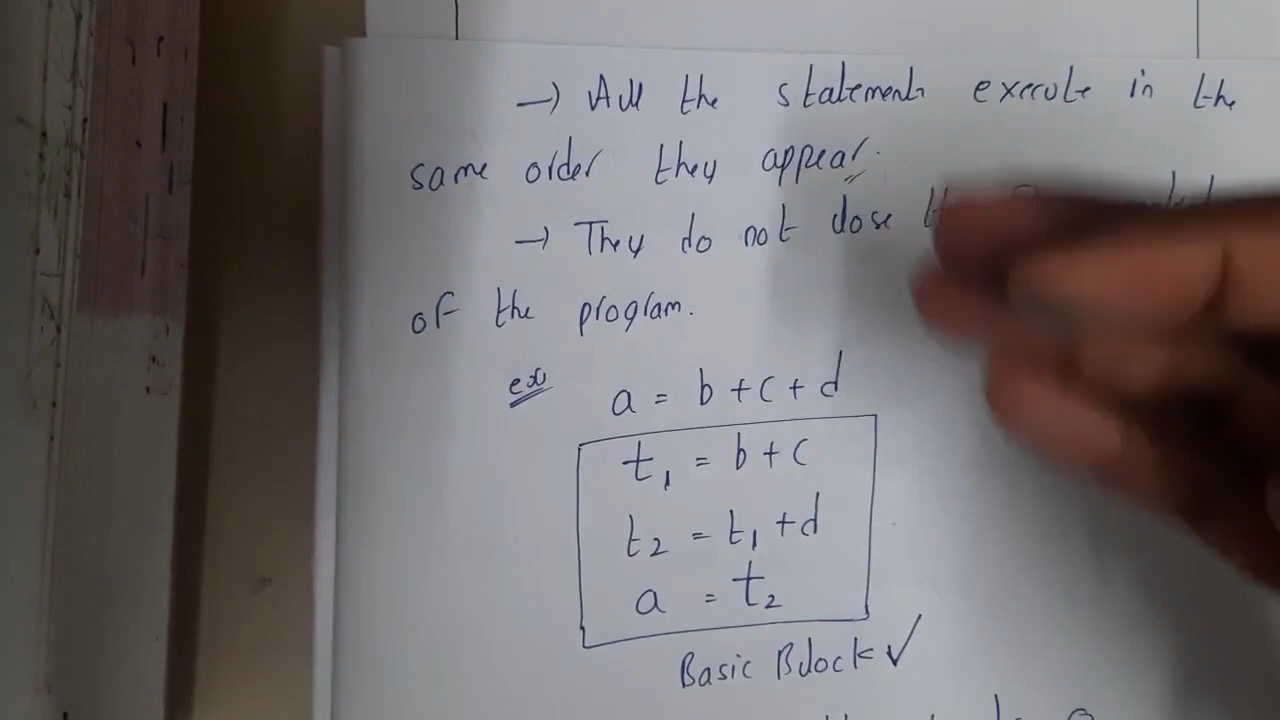 → All the statements execute in the
same order they appear.
→ They do not lose
of the program.
ex a = b + c + d
t₁ = b + c
t₂ = t₁ + d
a = t₂
Basic Block ✓